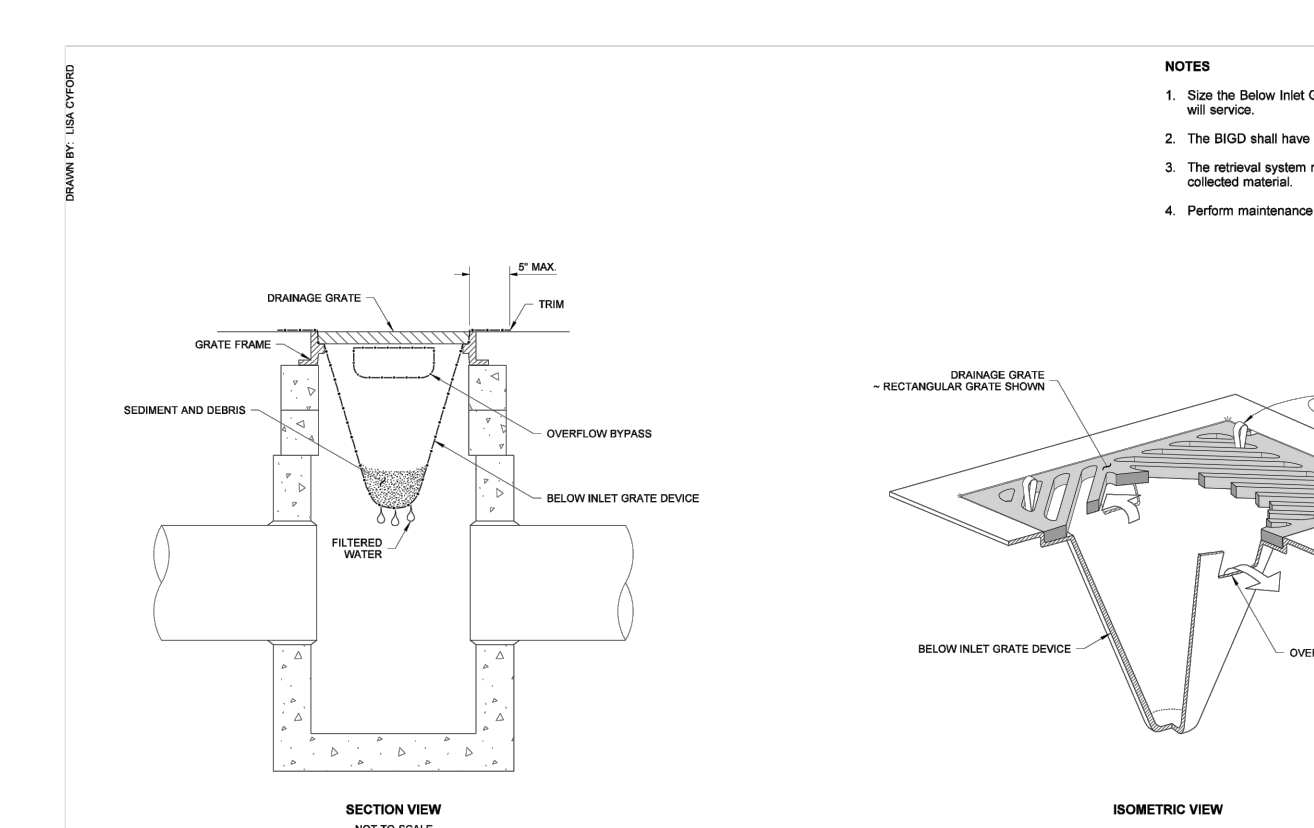 DRAWN BY: LISA CYFORD
NOTES
1. Size the Below Inlet
will service.
2. The BIGD shall have
3. The retrieval system
collected material.
4. Perform maintenance
5" MAX.
DRAINAGE GRATE
TRIM
GRATE FRAME
SEDIMENT AND DEBRIS
OVERFLOW BYPASS
BELOW INLET GRATE DEVICE
FILTERED
WATER
SECTION VIEW
NOT TO SCALE
DRAINAGE GRATE
~ RECTANGULAR GRATE SHOWN
BELOW INLET GRATE DEVICE
ISOMETRIC VIEW